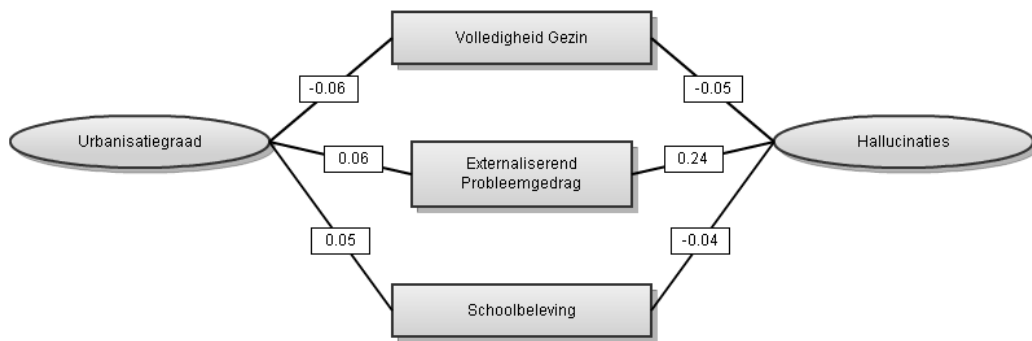 Volledigheid Gezin
-0.06
-0.05
Urbanisatiegraad
Hallucinaties
0.06
Externaliserend
Probleemgedrag
0.24
0.05
-0.04
Schoolbeleving